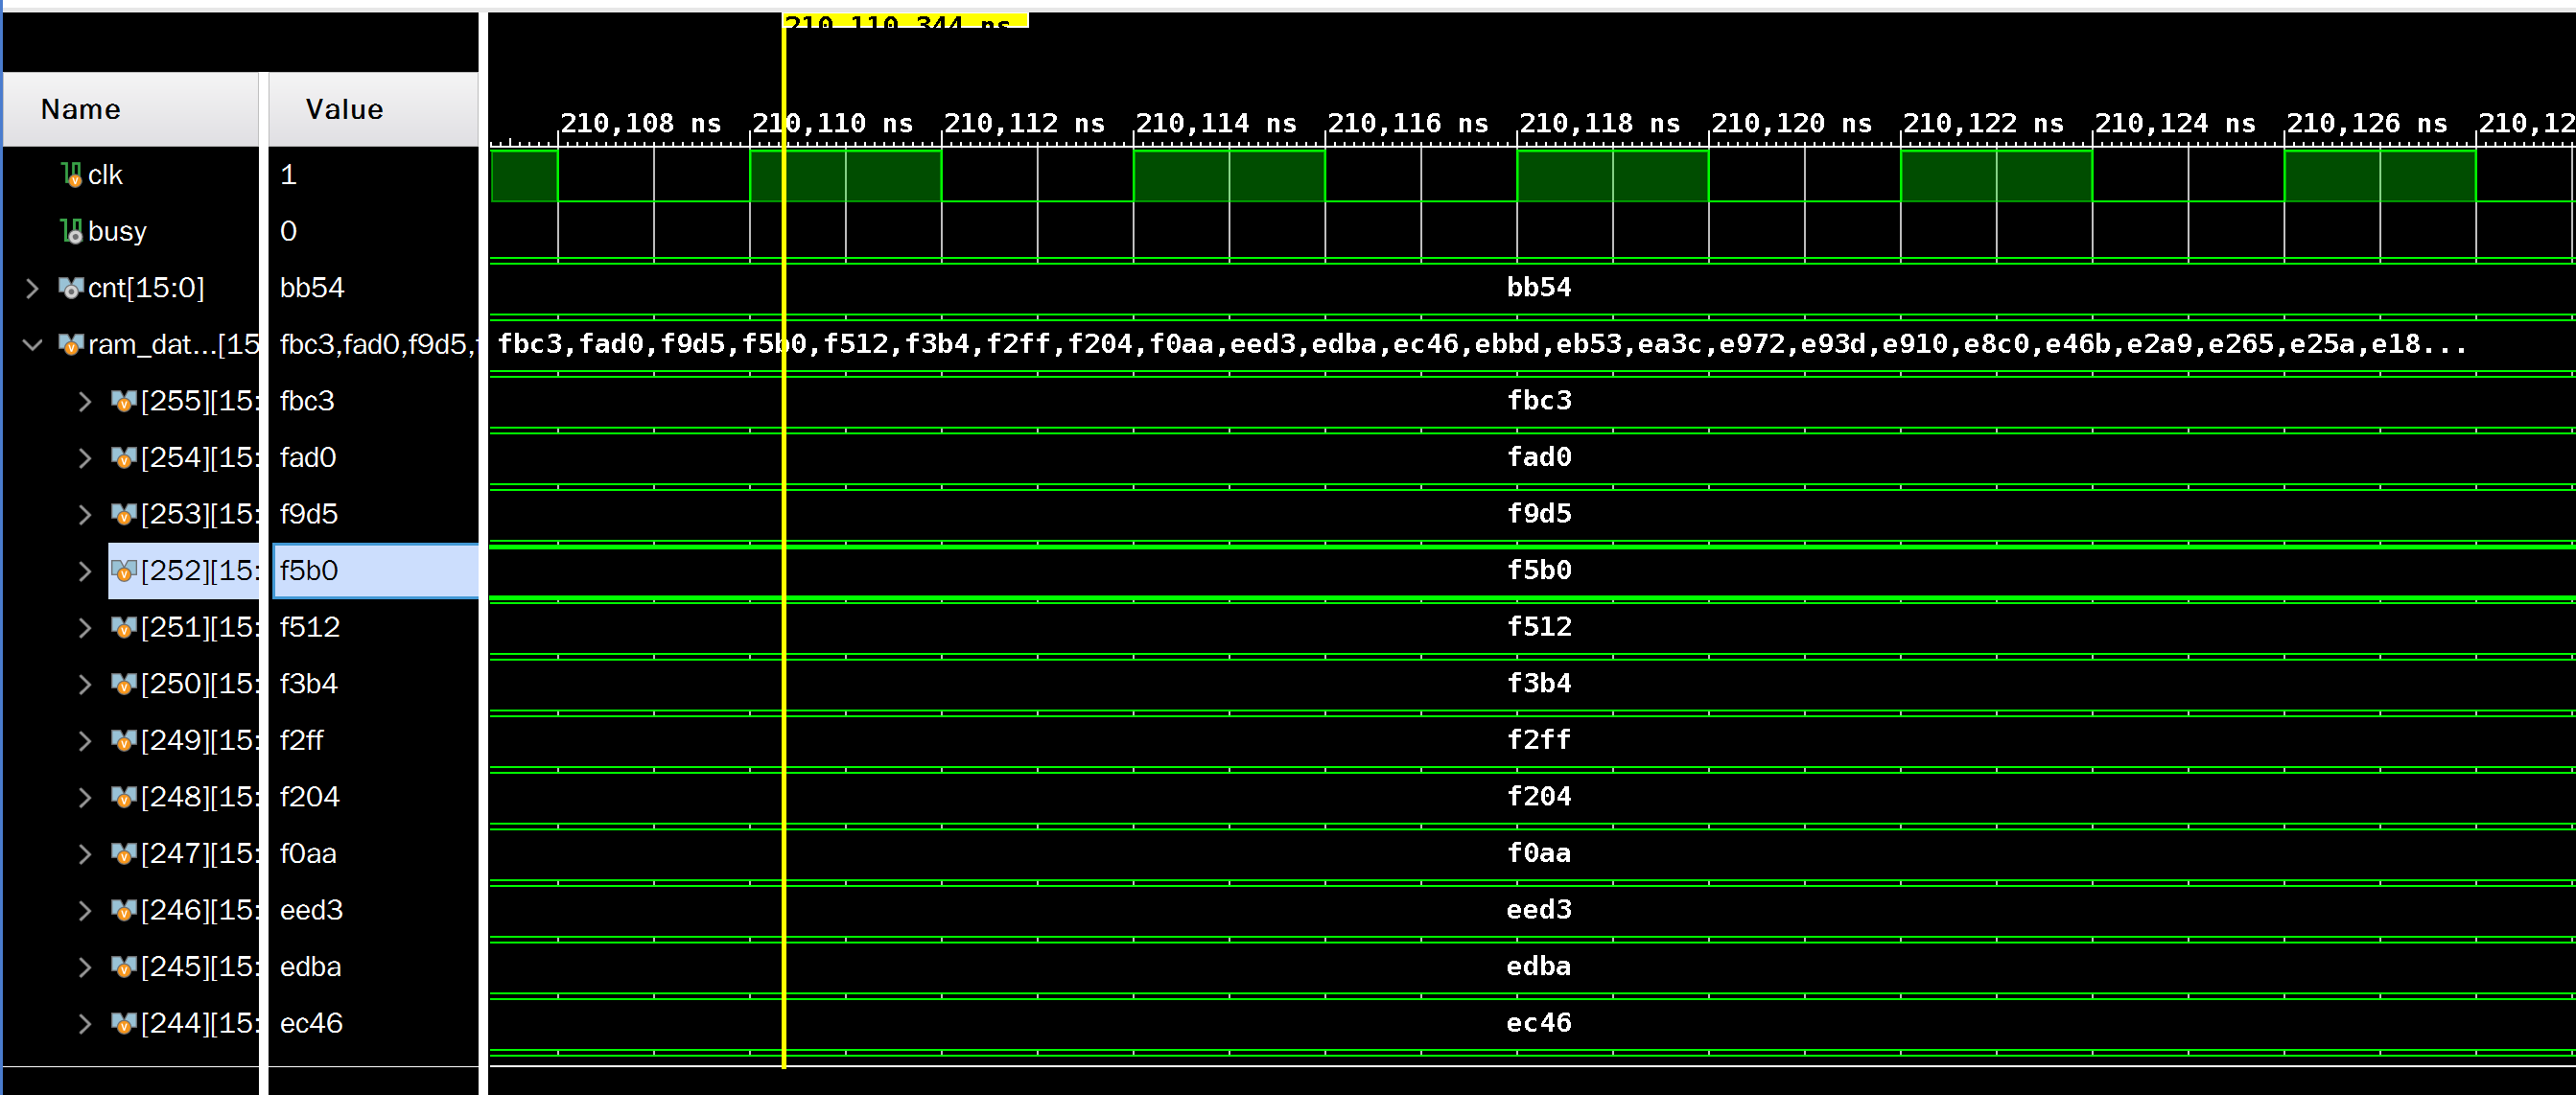 210,110.344 ns
Name Value
210,108 ns 210,110 ns 210,112 ns 210,114 ns 210,116 ns 210,118 ns 210,120 ns 210,122 ns 210,124 ns 210,126 ns 210,12
clk 1
busy 0
cnt[15:0] bb54 bb54
ram_dat...[15 fbc3,fad0,f9d5, fbc3,fad0,f9d5,f5b0,f512,f3b4,f2ff,f204,f0aa,eed3,edba,ec46,ebbd,eb53,ea3c,e972,e93d,e910,e8c0,e46b,e2a9,e265,e25a,e18...
[255][15: fbc3 fbc3
[254][15: fad0 fad0
[253][15: f9d5 f9d5
[252][15: f5b0 f5b0
[251][15: f512 f512
[250][15: f3b4 f3b4
[249][15: f2ff f2ff
[248][15: f204 f204
[247][15: f0aa f0aa
[246][15: eed3 eed3
[245][15: edba edba
[244][15: ec46 ec46